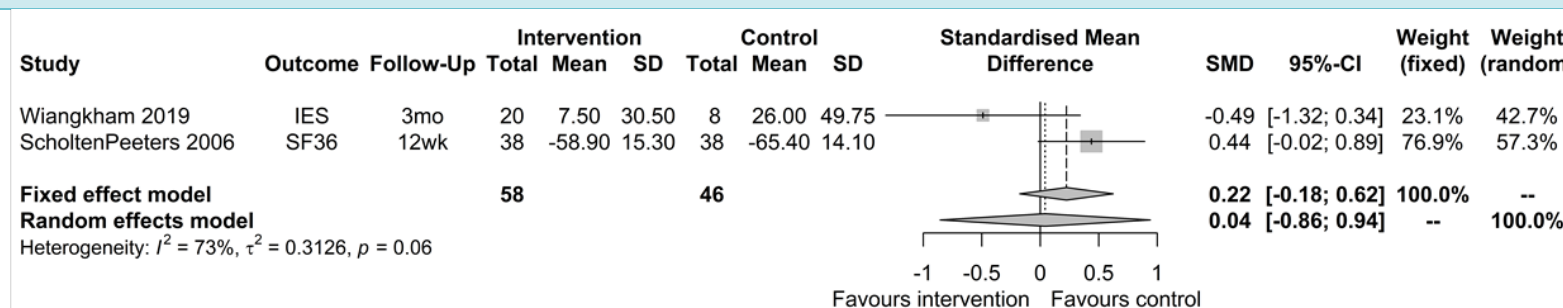 Intervention Control Standardised Mean Weight Weight
Study Outcome Follow-Up Total Mean SD Total Mean SD Difference SMD 95%-CI (fixed) (random
Wiangkham 2019 IES 3mo 20 7.50 30.50 8 26.00 49.75 -0.49 [-1.32; 0.34] 23.1% 42.7%
ScholtenPeeters 2006 SF36 12wk 38 -58.90 15.30 38 -65.40 14.10 0.44 [-0.02; 0.89] 76.9% 57.3%
Fixed effect model 58 46 0.22 [-0.18; 0.62] 100.0% --
Random effects model 0.04 [-0.86; 0.94] -- 100.0%
Heterogeneity: I² = 73%, τ² = 0.3126, p = 0.06
-1 -0.5 0 0.5 1
Favours intervention Favours control